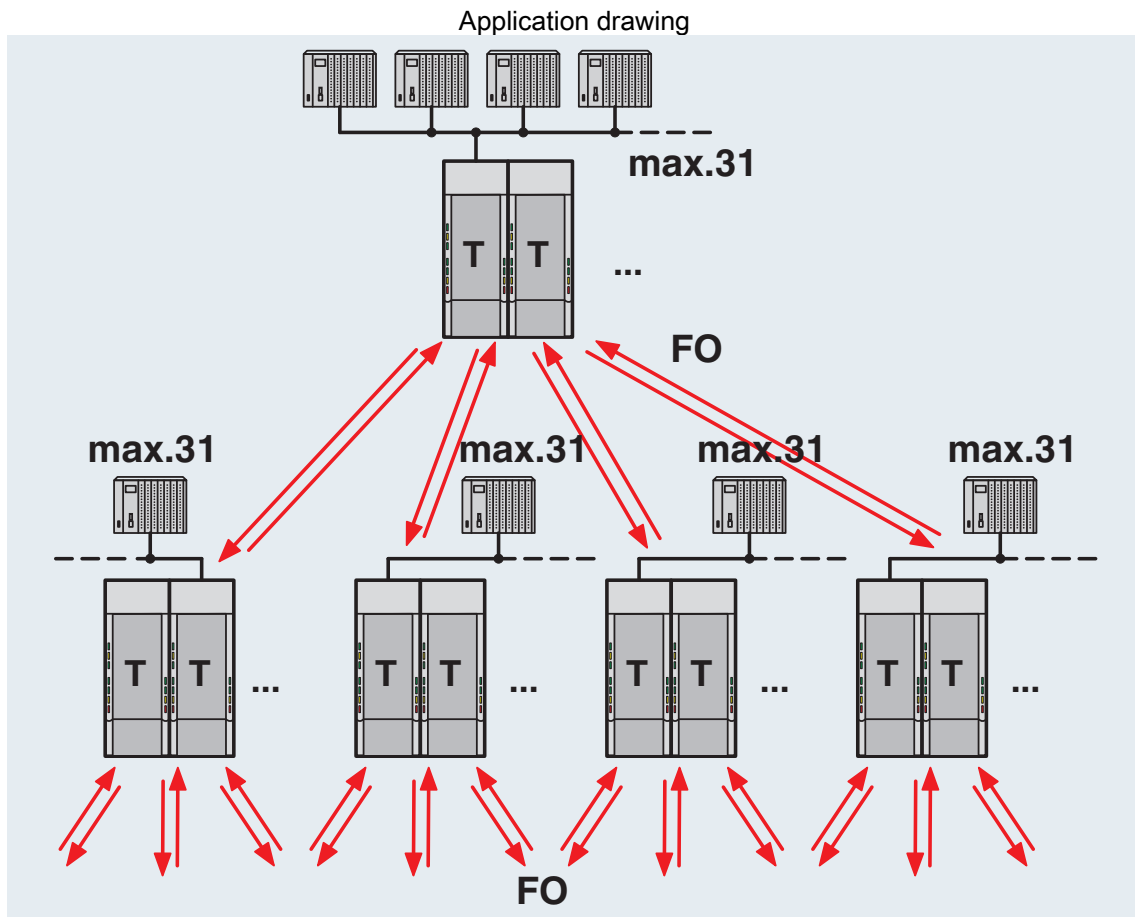 Application drawing
max.31
T T ...
FO
max.31 max.31 max.31 max.31
T T ... T T ... T T ... T T ...
FO